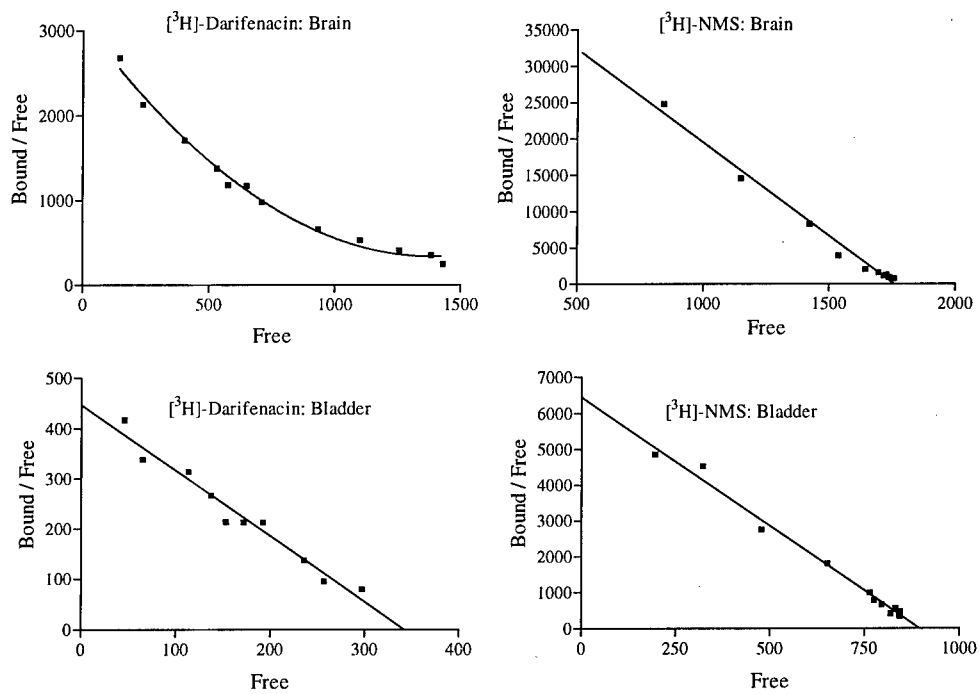 [³H]-Darifenacin: Brain
Bound / Free
3000
2000
1000
0
0 500 1000 1500
Free
[³H]-NMS: Brain
Bound / Free
35000
30000
25000
20000
15000
10000
5000
0
500 1000 1500 2000
Free
[³H]-Darifenacin: Bladder
Bound / Free
500
400
300
200
100
0
0 100 200 300 400
Free
[³H]-NMS: Bladder
Bound / Free
7000
6000
5000
4000
3000
2000
1000
0
0 250 500 750 1000
Free